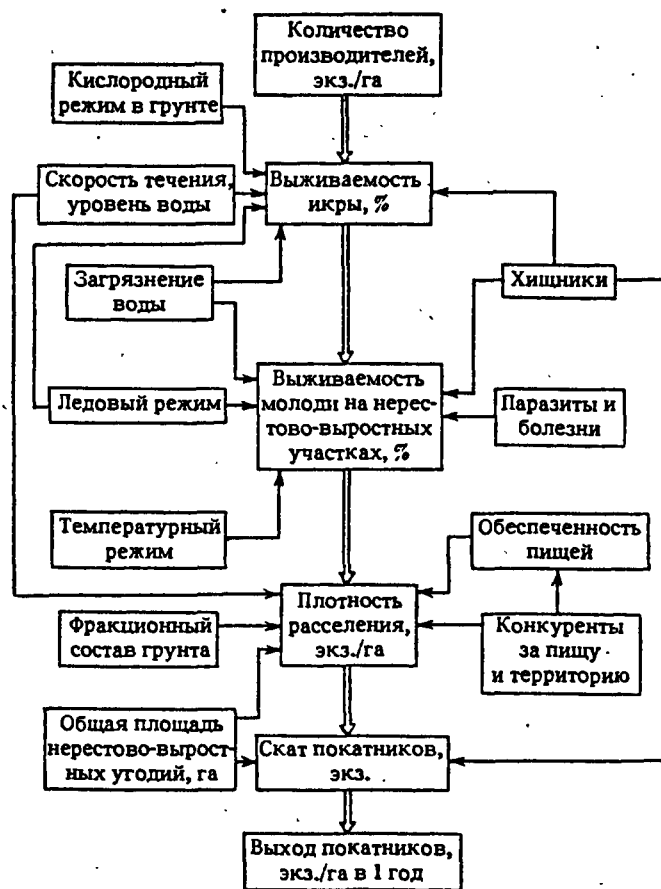 Количество
производителей,
экз./га
Кислородный
режим в грунте
Скорость течения,
уровень воды
Выживаемость
икры, %
Загрязнение
воды
Хищники
Ледовый режим
Выживаемость
молоди на нерес-
тово-выростных
участках, %
Паразиты и
болезни
Температурный
режим
Обеспеченность
пищей
Плотность
расселения,
экз./га
Фракционный
состав грунта
Конкуренты
за пищу
и территорию
Общая площадь
нерестово-вырост-
ных угодий, га
Скат покатников,
экз.
Выход покатников,
экз./га в 1 год